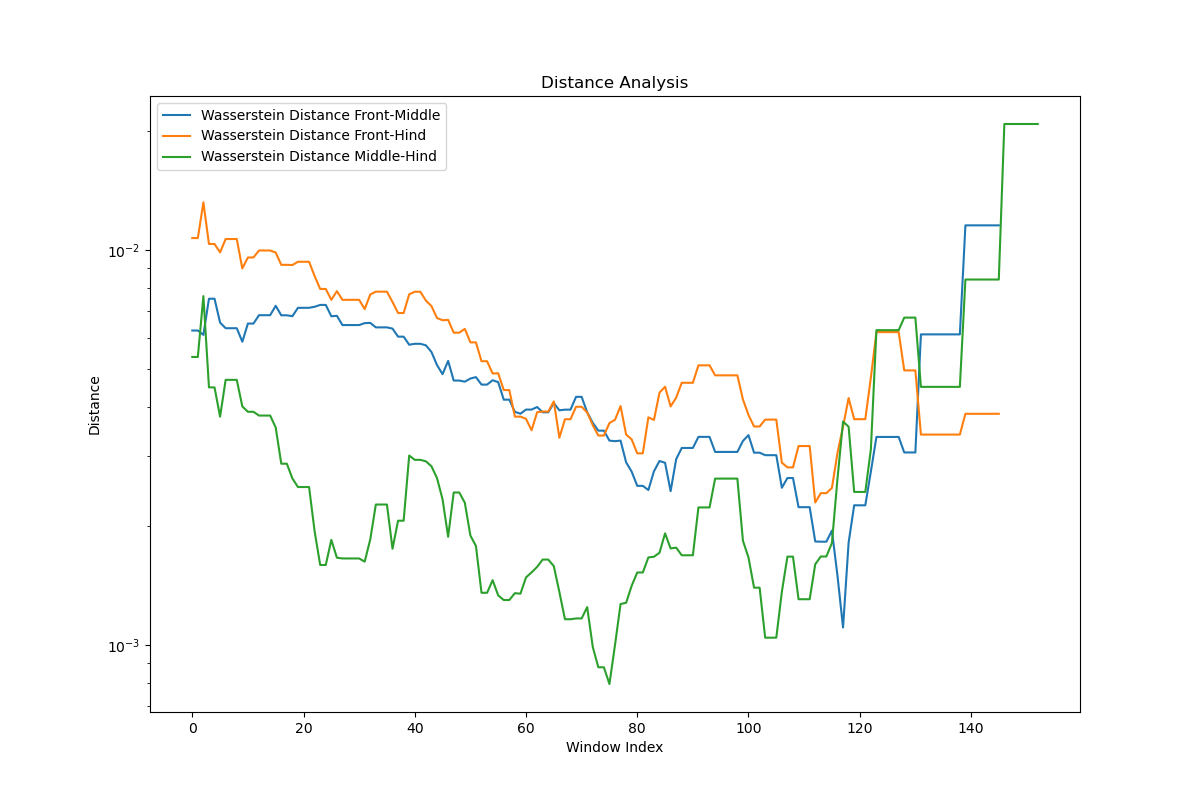 Distance Analysis
Wasserstein Distance Front-Middle
Wasserstein Distance Front-Hind
Wasserstein Distance Middle-Hind
Distance
10⁻²
10⁻³
0 20 40 60 80 100 120 140
Window Index